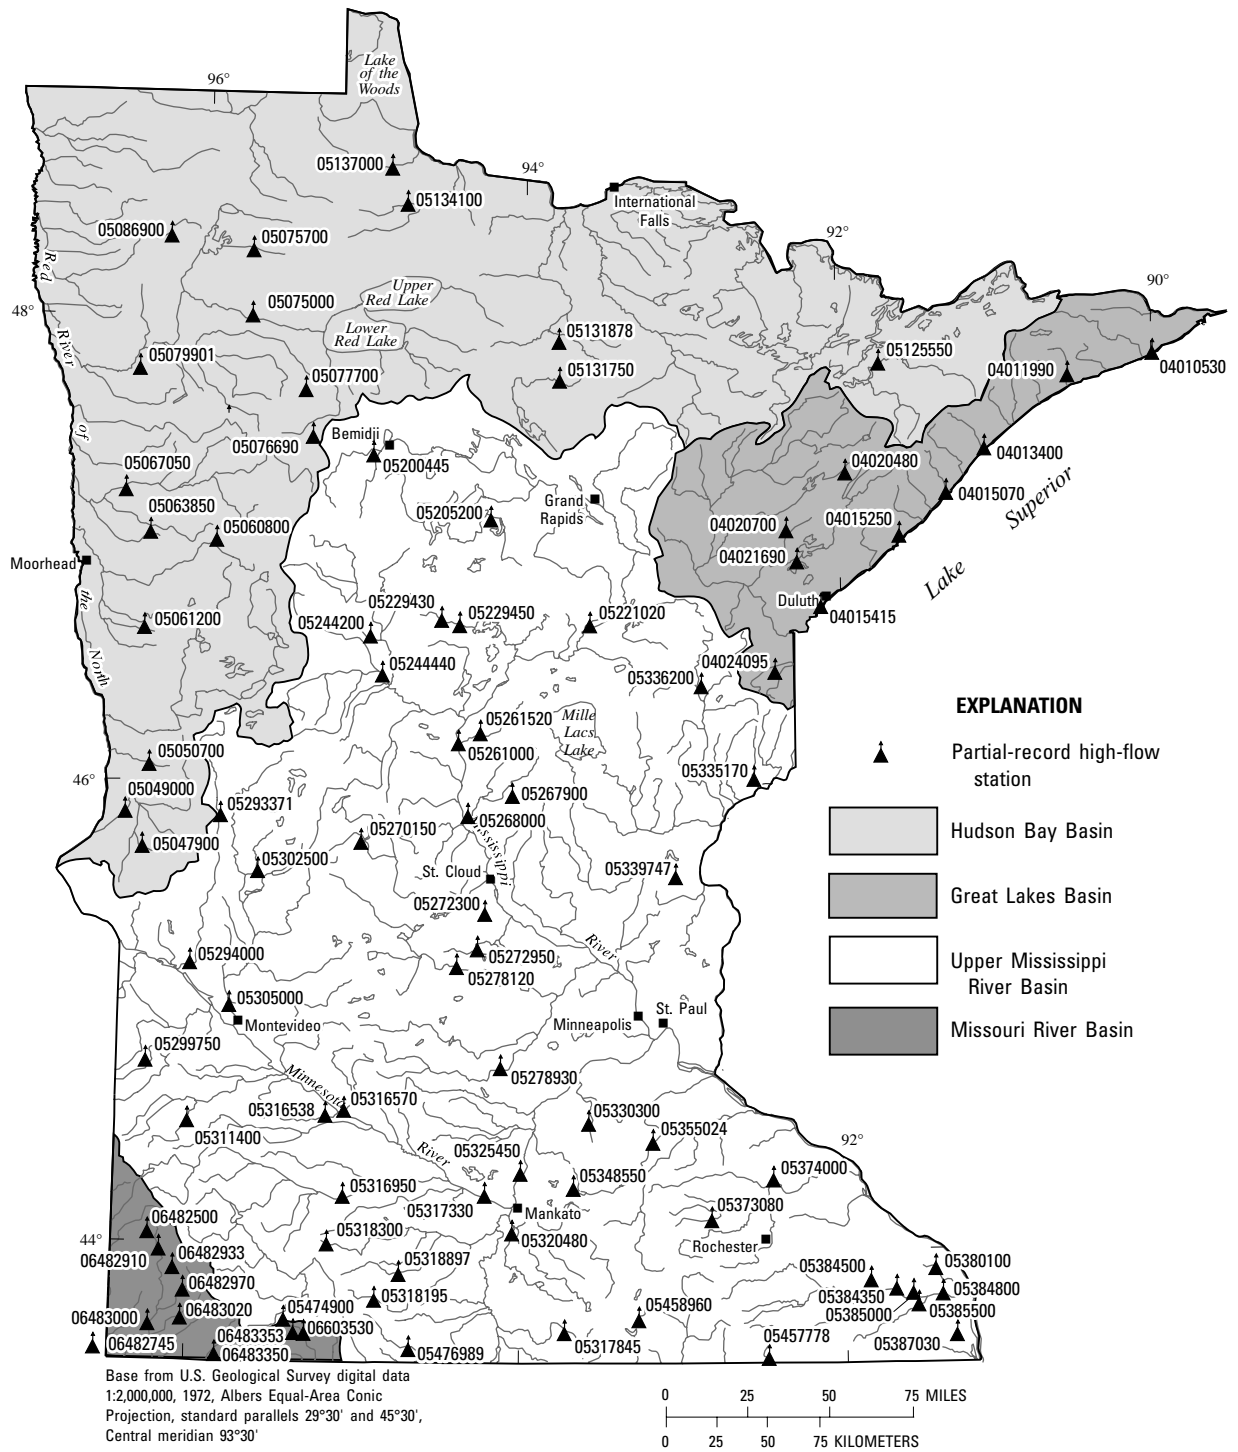 Lake
of the
Woods
96°
05137000
94°
05134100
International
Falls
05086900
05075700
92°
Red
Upper
Red Lake
90°
48°
05075000
River
Lower
Red Lake
05131878
05079901
05125550
05131750
04011990
04010530
05077700
of
Bemidji
05076690
05200445
04013400
05067050
04020480
Superior
04015070
05063850
Grand
Rapids
05205200
04020700
04015250
05060800
04021690
Moorhead
Lake
the
Duluth
05229430
05229450
05221020
04015415
05061200
05244200
North
05244440
04024095
05336200
EXPLANATION
05261520
Mille
Lacs
Lake
05261000
Partial-record high-flow
station
05050700
46°
05335170
05049000
05293371
05267900
Hudson Bay Basin
05268000
05270150
05047900
ississippi
05302500
St. Cloud
05339747
Great Lakes Basin
05272300
River
05294000
05272950
Upper Mississippi
River Basin
05278120
05305000
St. Paul
Montevideo
Minneapolis
Missouri River Basin
05299750
05278930
Minnesota
05316538
05316570
05330300
05311400
05355024
92°
River
05325450
05374000
05348550
05316950
05317330
Mankato
05373080
06482500
05318300
05320480
Rochester
44°
06482910
06482933
05318897
05384500
05380100
06482970
05384350
05384800
05318195
05385000
05385500
06483000
06483020
05474900
05458960
06483353
06603530
05387030
06482745
06483350
05476989
05317845
05457778
Base from U.S. Geological Survey digital data
1:2,000,000, 1972, Albers Equal-Area Conic
Projection, standard parallels 29°30' and 45°30',
Central meridian 93°30'
0 25 50 75 MILES
0 25 50 75 KILOMETERS